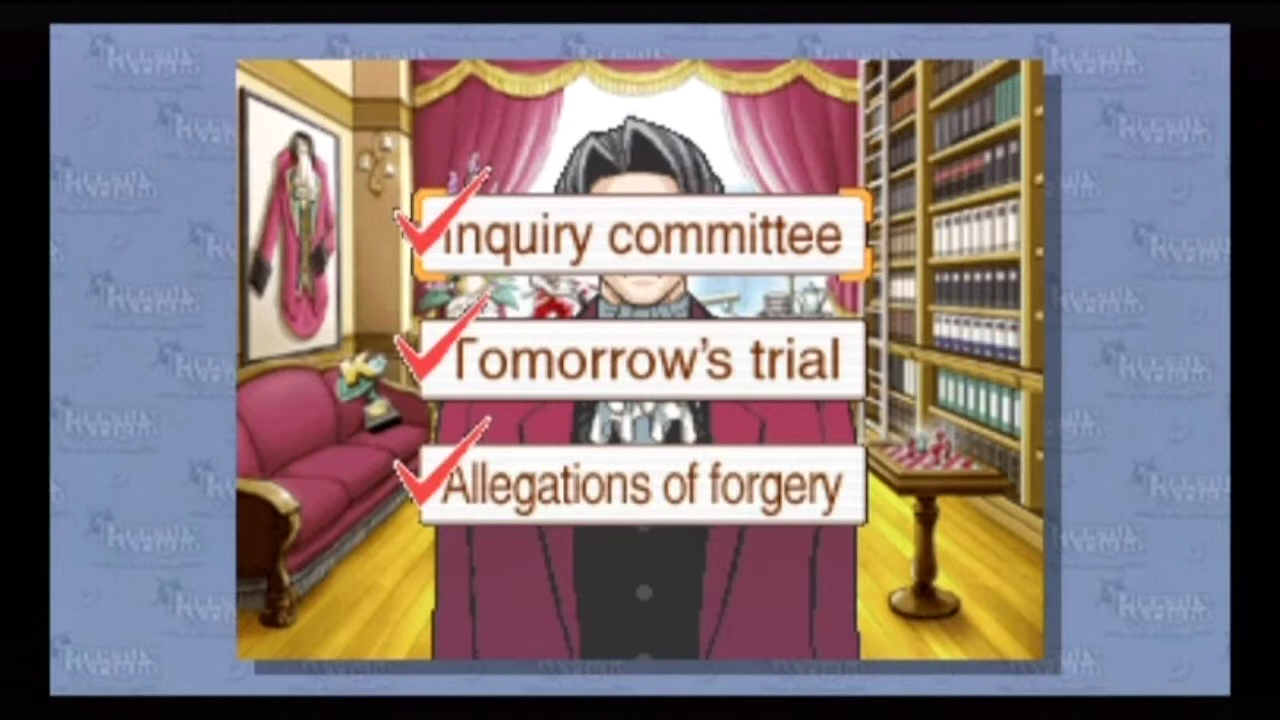 Inquiry committee
Tomorrow's trial
Allegations of forgery